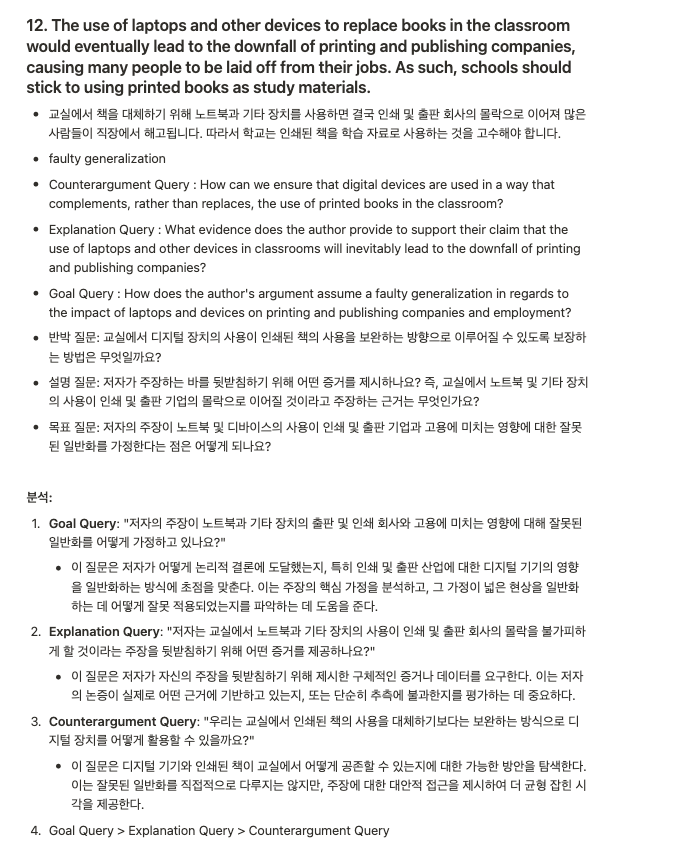 12. The use of laptops and other devices to replace books in the classroom
would eventually lead to the downfall of printing and publishing companies,
causing many people to be laid off from their jobs. As such, schools should
stick to using printed books as study materials.
• 교실에서 책을 대체하기 위해 노트북과 기타 장치를 사용하면 결국 인쇄 및 출판 회사의 몰락으로 이어져 많은
사람들이 직장에서 해고됩니다. 따라서 학교는 인쇄된 책을 학습 자료로 사용하는 것을 고수해야 합니다.
• faulty generalization
• Counterargument Query : How can we ensure that digital devices are used in a way that
complements, rather than replaces, the use of printed books in the classroom?
• Explanation Query : What evidence does the author provide to support their claim that the
use of laptops and other devices in classrooms will inevitably lead to the downfall of printing
and publishing companies?
• Goal Query : How does the author's argument assume a faulty generalization in regards to
the impact of laptops and devices on printing and publishing companies and employment?
• 반박 질문: 교실에서 디지털 장치의 사용이 인쇄된 책의 사용을 보완하는 방향으로 이루어질 수 있도록 보장하
는 방법은 무엇일까요?
• 설명 질문: 저자가 주장하는 바를 뒷받침하기 위해 어떤 증거를 제시하나요? 즉, 교실에서 노트북 및 기타 장치
의 사용이 인쇄 및 출판 기업의 몰락으로 이어질 것이라고 주장하는 근거는 무엇인가요?
• 목표 질문: 저자의 주장이 노트북 및 디바이스의 사용이 인쇄 및 출판 기업과 고용에 미치는 영향에 대한 잘못
된 일반화를 가정한다는 점은 어떻게 되나요?
분석:
1. Goal Query: "저자의 주장이 노트북과 기타 장치의 출판 및 인쇄 회사와 고용에 미치는 영향에 대해 잘못된
일반화를 어떻게 가정하고 있나요?"
• 이 질문은 저자가 어떻게 논리적 결론에 도달했는지, 특히 인쇄 및 출판 산업에 대한 디지털 기기의 영향
을 일반화하는 방식에 초점을 맞춘다. 이는 주장의 핵심 가정을 분석하고, 그 가정이 넓은 현상을 일반화
하는 데 어떻게 잘못 적용되었는지를 파악하는 데 도움을 준다.
2. Explanation Query: "저자는 교실에서 노트북과 기타 장치의 사용이 인쇄 및 출판 회사의 몰락을 불가피하
게 할 것이라는 주장을 뒷받침하기 위해 어떤 증거를 제공하나요?"
• 이 질문은 저자가 자신의 주장을 뒷받침하기 위해 제시한 구체적인 증거나 데이터를 요구한다. 이는 저자
의 논증이 실제로 어떤 근거에 기반하고 있는지, 또는 단순히 추측에 불과한지를 평가하는 데 중요하다.
3. Counterargument Query: "우리는 교실에서 인쇄된 책의 사용을 대체하기보다는 보완하는 방식으로 디
지털 장치를 어떻게 활용할 수 있을까요?"
• 이 질문은 디지털 기기와 인쇄된 책이 교실에서 어떻게 공존할 수 있는지에 대한 가능한 방안을 탐색한다.
이는 잘못된 일반화를 직접적으로 다루지는 않지만, 주장에 대한 대안적 접근을 제시하여 더 균형 잡힌 시
각을 제공한다.
4. Goal Query > Explanation Query > Counterargument Query